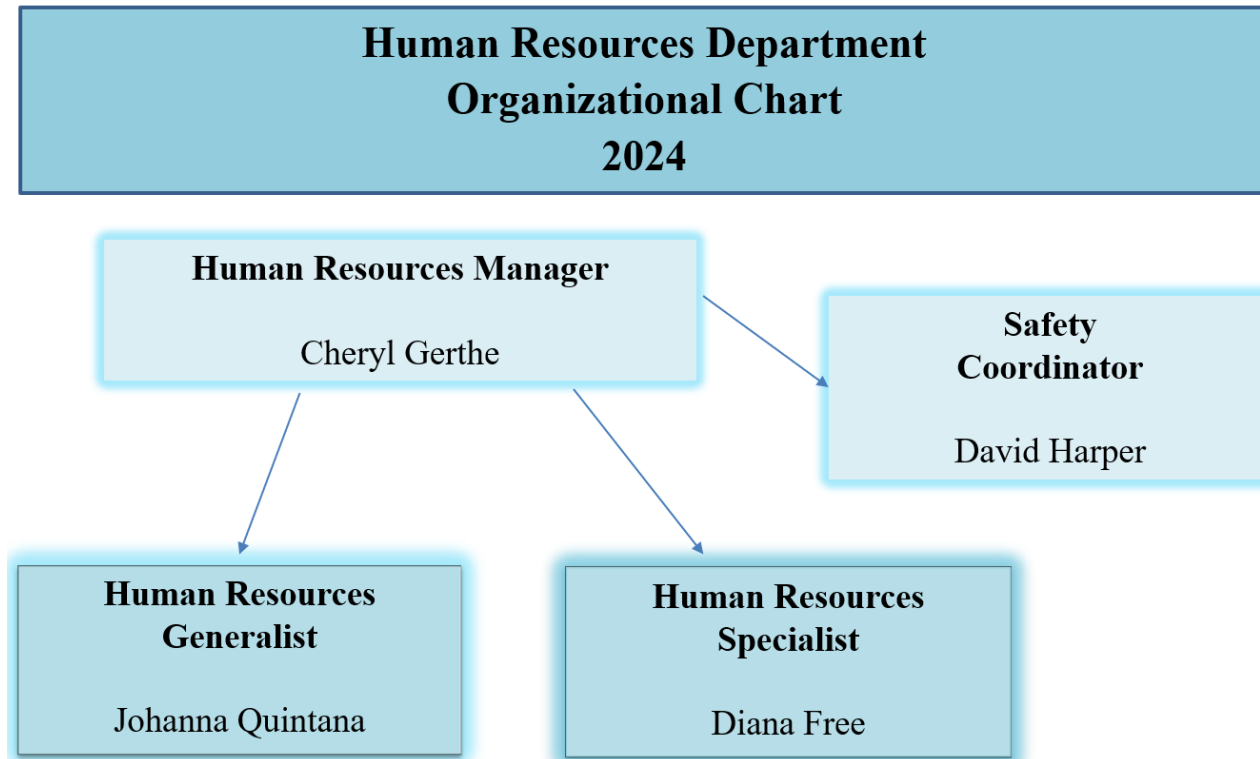 Human Resources Department
Organizational Chart
2024
Human Resources Manager
Cheryl Gerthe
Safety
Coordinator
David Harper
Human Resources
Generalist
Johanna Quintana
Human Resources
Specialist
Diana Free